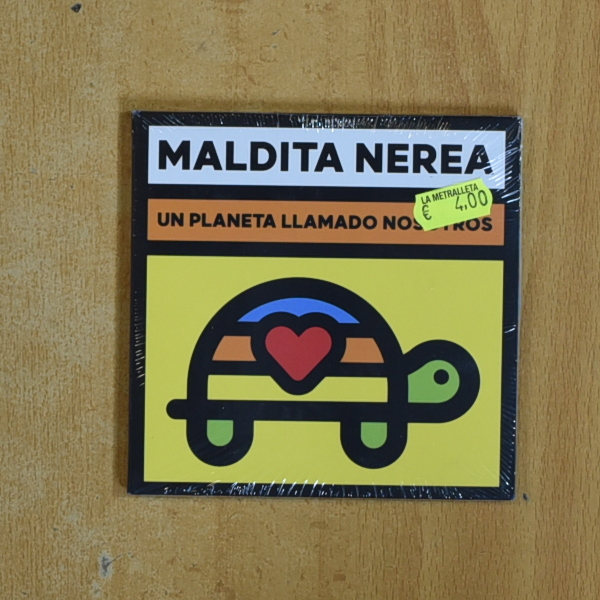 MALDITA NEREA
UN PLANETA LLAMADO
LA METRALLETA
€ 4,00